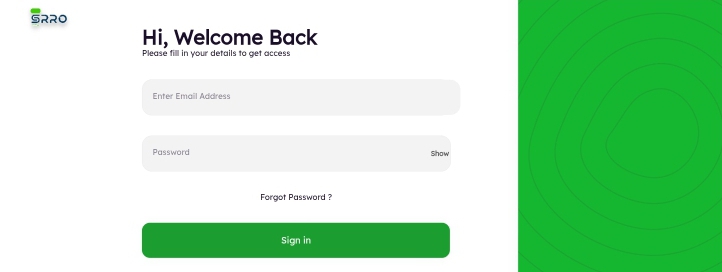 SRRO
Hi, Welcome Back
Please fill in your details to get access
Enter Email Address
Password
Show
Forgot Password ?
Sign in